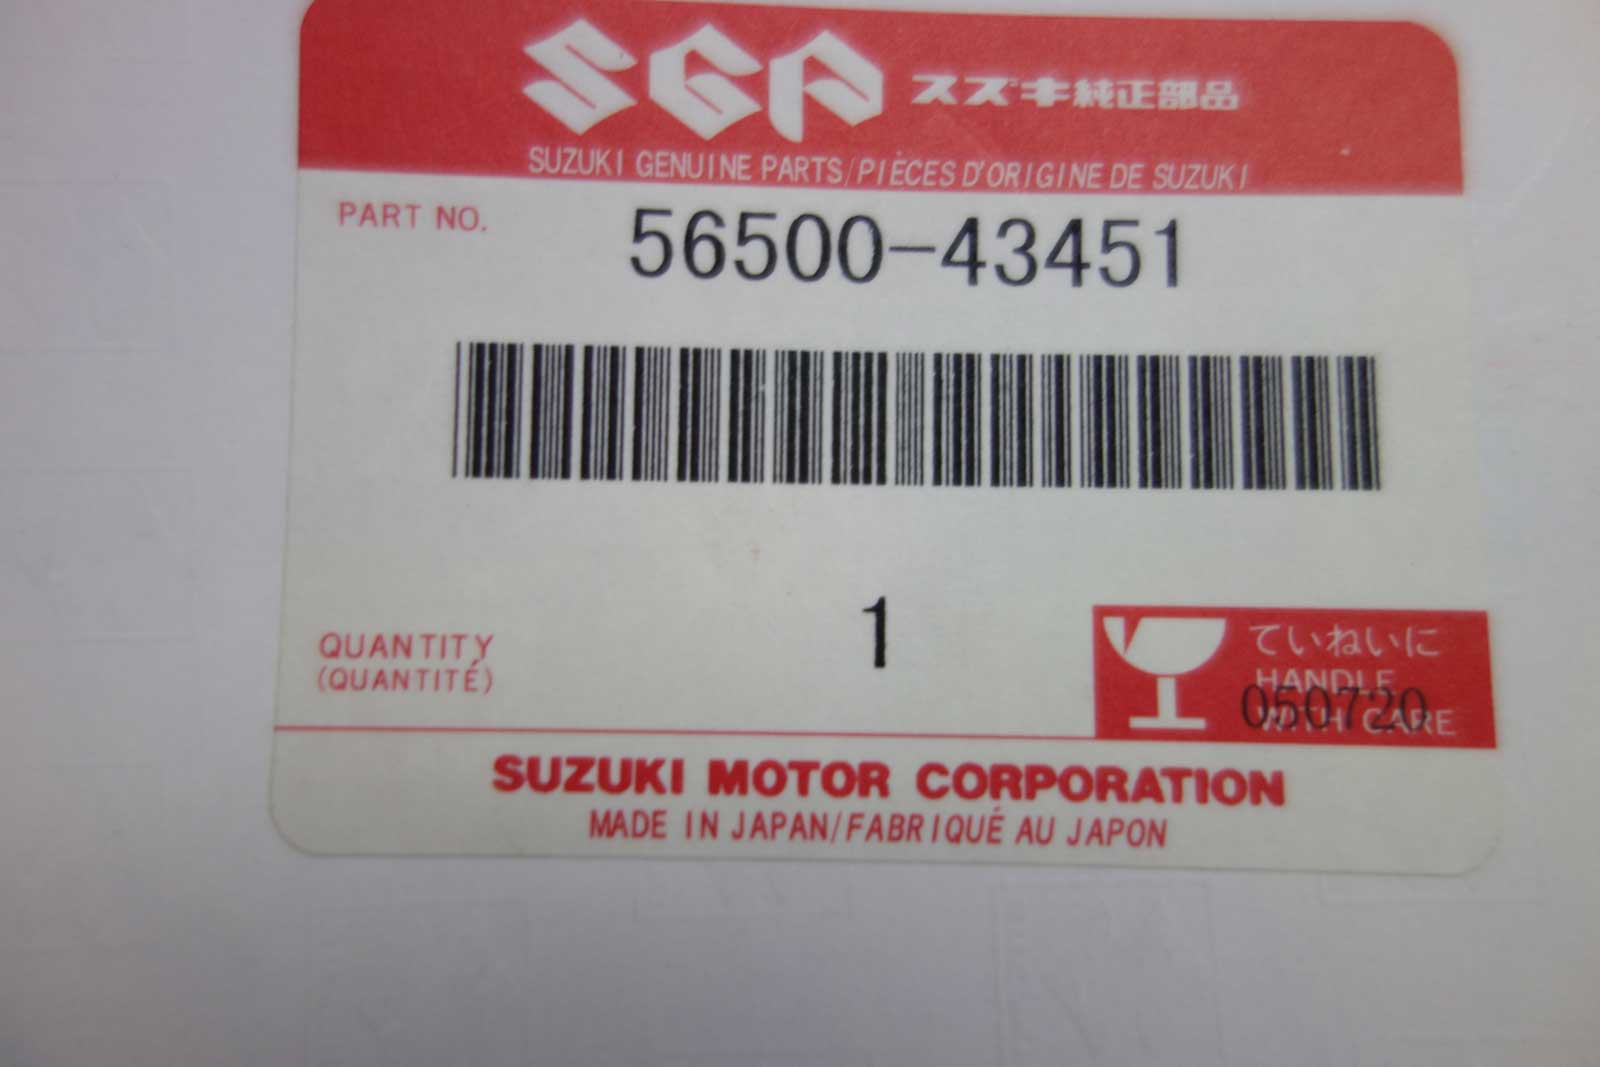 SGP スズキ純正部品
SUZUKI GENUINE PARTS/PIÈCES D'ORIGINE DE SUZUKI
PART NO. 56500-43451
QUANTITY
(QUANTITÉ)
1
ていねいに
HANDLE
WITH CARE
050720
SUZUKI MOTOR CORPORATION
MADE IN JAPAN/FABRIQUÉ AU JAPON